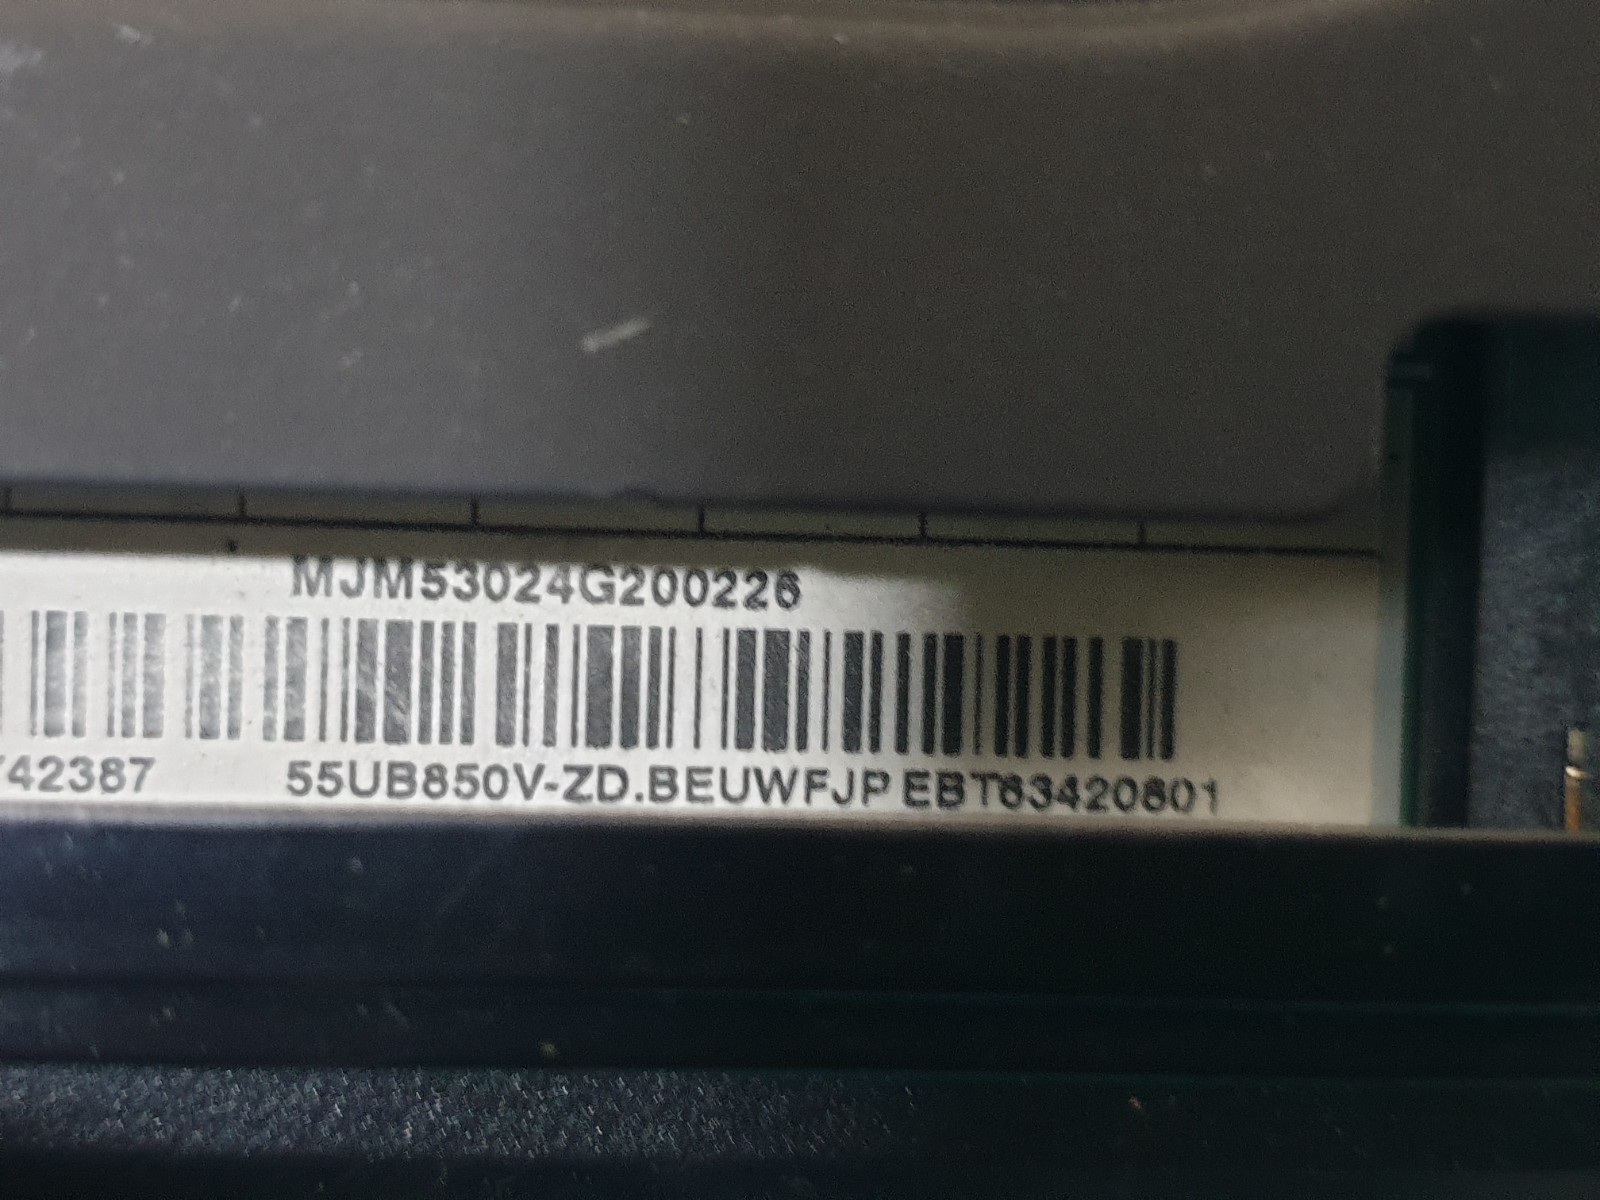 MJM53024G200226
742387 55UB850V-ZD.BEUWFJP EBT63420801